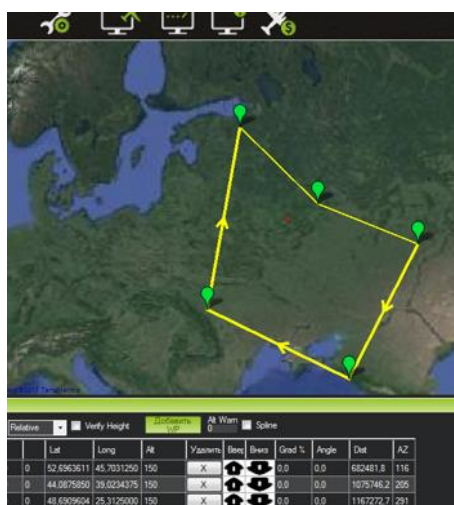 Relative Verify Height Добавить WP Alt Warn 0 Spline
Lat Long Alt Удалить Вверх Вниз Grad % Angle Dist AZ
0 52,6963611 45,7031250 150 X 0,0 0,0 682481,8 116
0 44,0875850 39,0234375 150 X 0,0 0,0 1075746,2 205
0 48,6909604 25,3125000 150 X 0,0 0,0 1167272,7 291